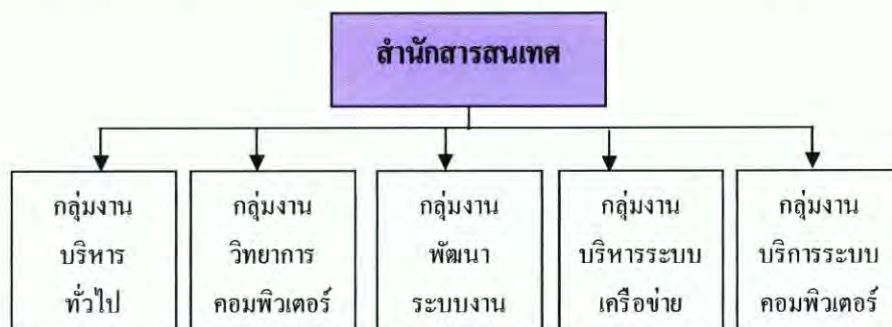 สำนักสารสนเทศ
กลุ่มงาน
บริหาร
ทั่วไป
กลุ่มงาน
วิทยาการ
คอมพิวเตอร์
กลุ่มงาน
พัฒนา
ระบบงาน
กลุ่มงาน
บริหารระบบ
เครือข่าย
กลุ่มงาน
บริการระบบ
คอมพิวเตอร์